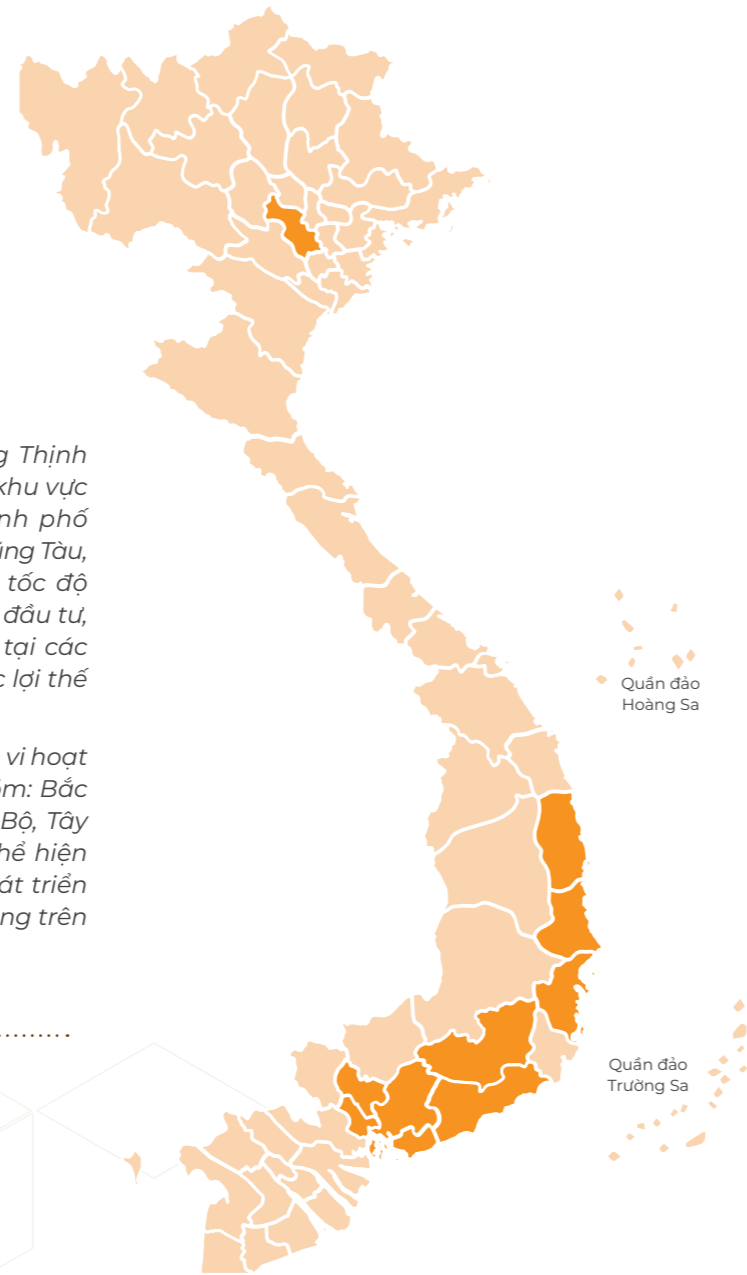 g Thịnh
khu vực
nh phố
ũng Tàu,
tốc độ
đầu tư,
tại các
c lợi thế
vi hoạt
m: Bắc
Bộ, Tây
hể hiện
át triển
ng trên
Quần đảo
Hoàng Sa
Quần đảo
Trường Sa